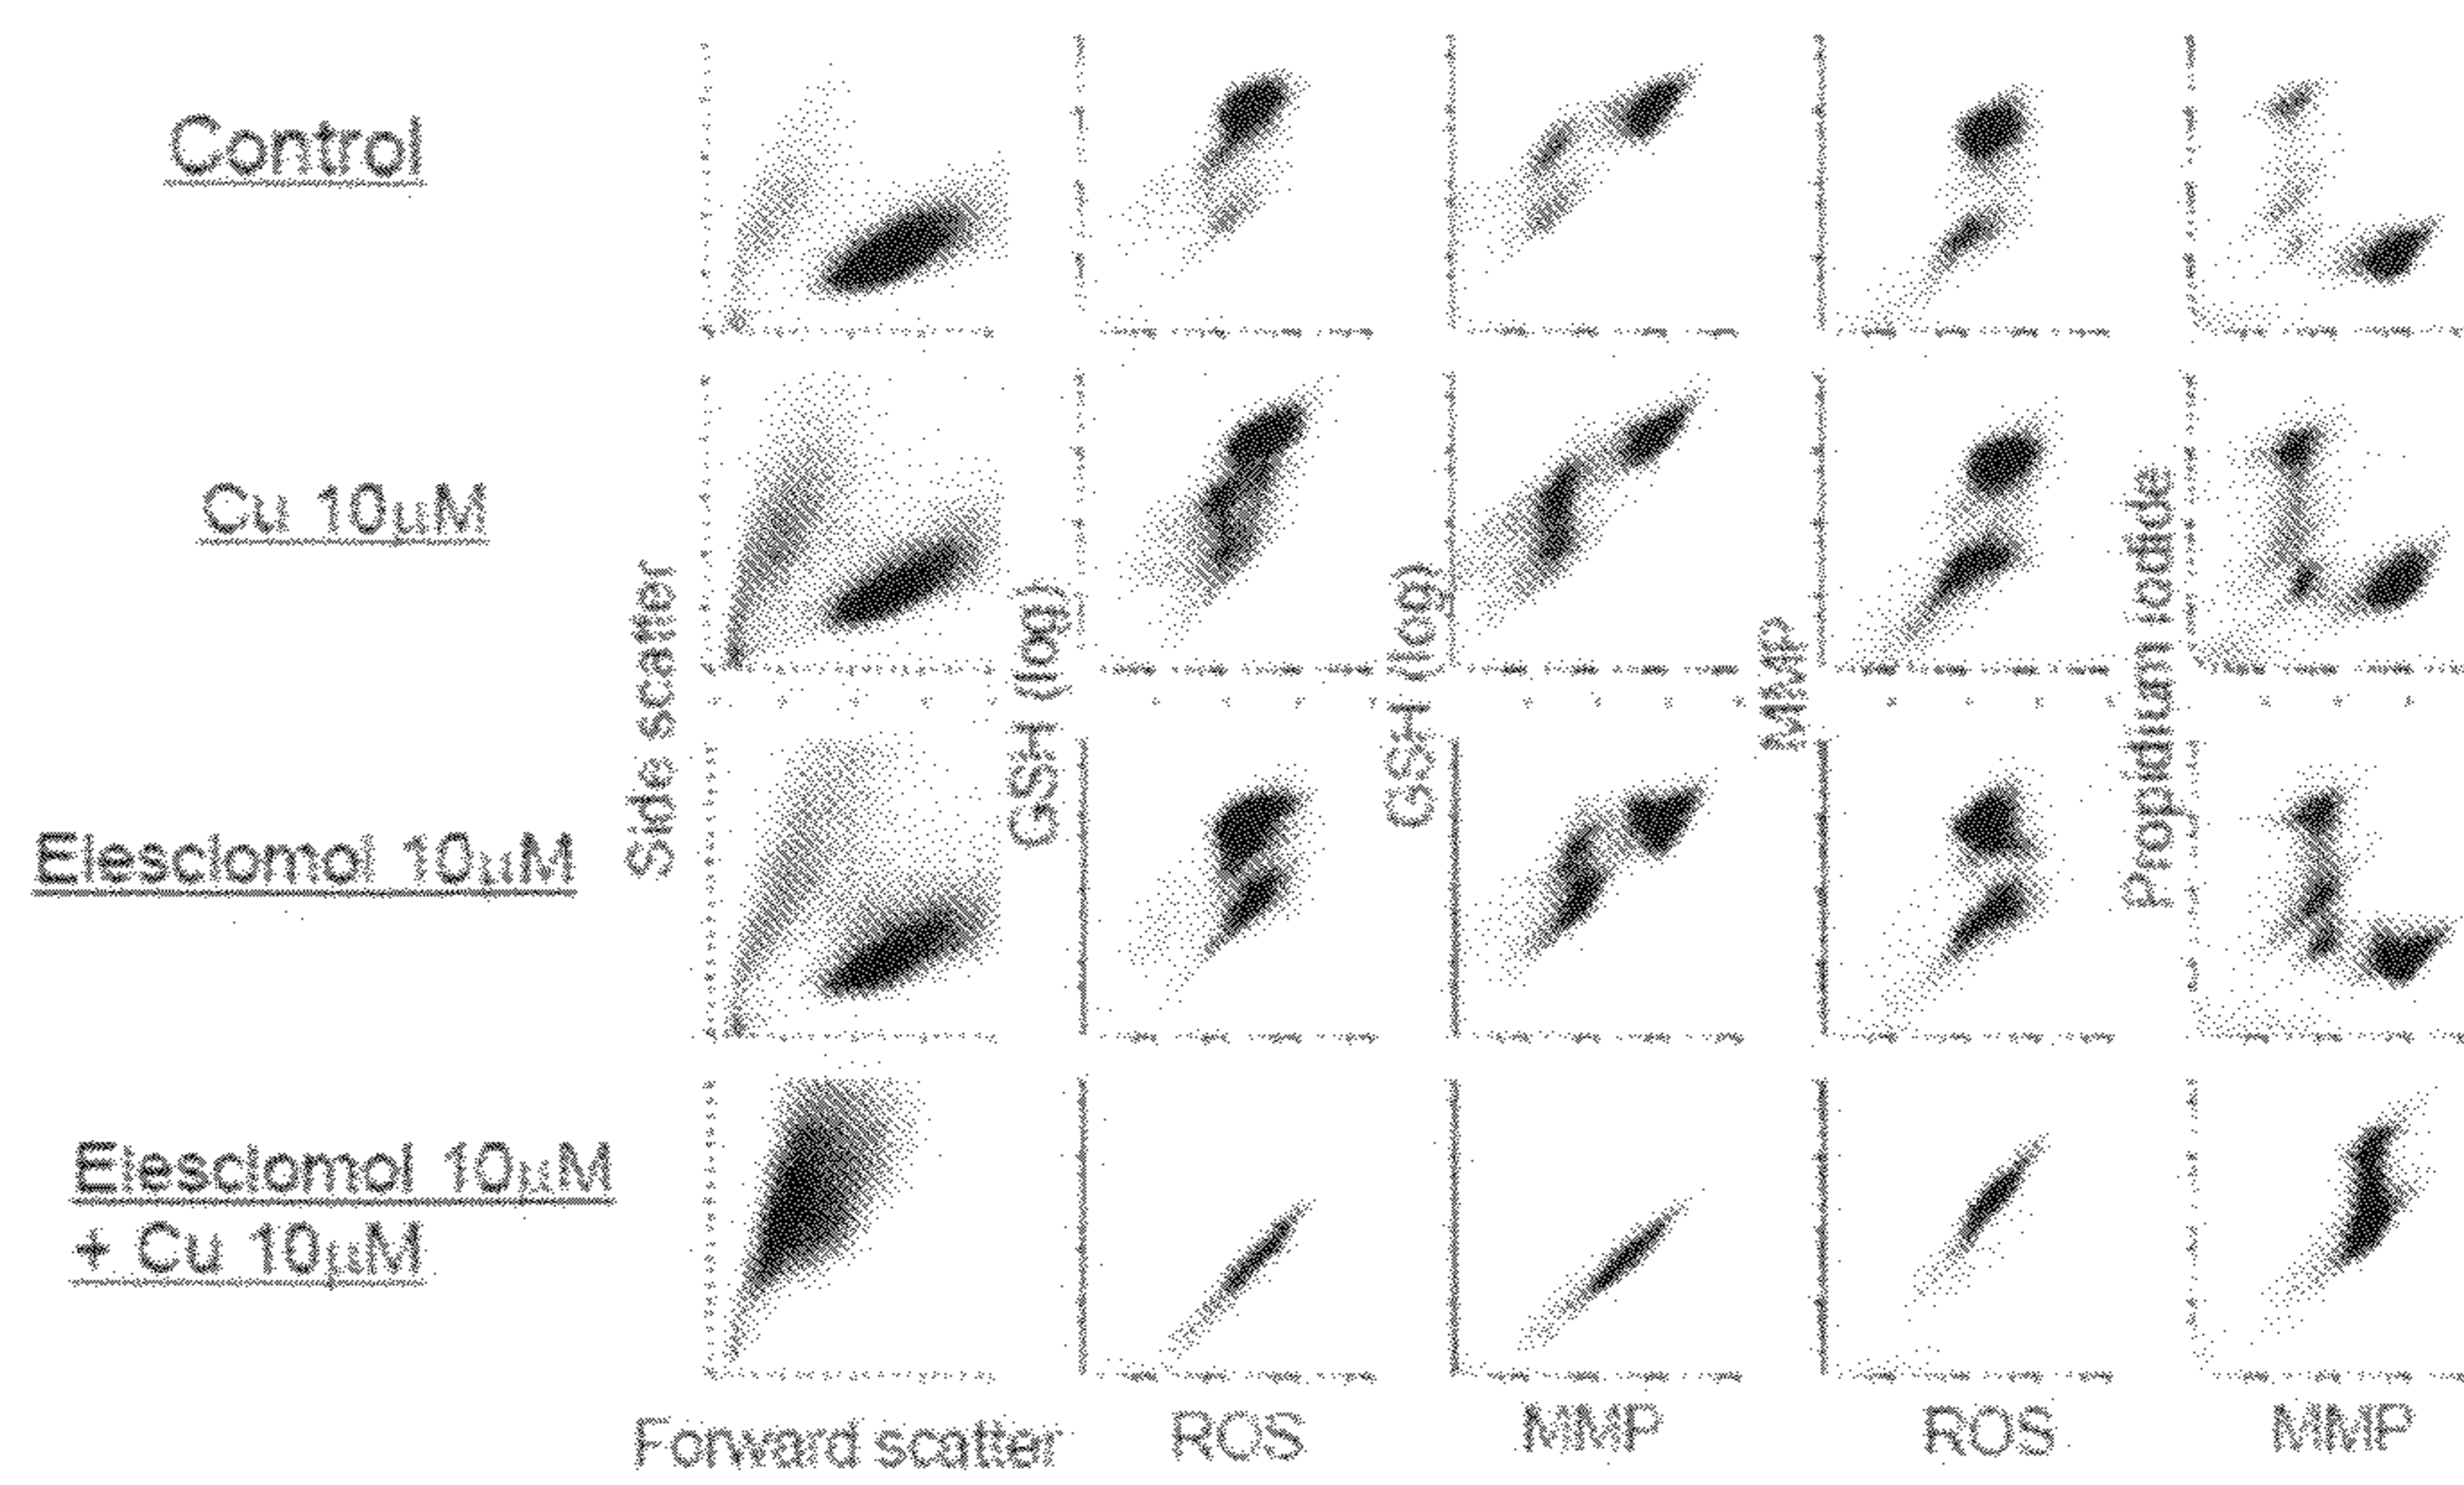 Control
Cu 10µM
Elesclomol 10µM
Elesclomol 10µM
+ Cu 10µM
Side scatter
GSH (log)
GSH (log)
MMP
Propidium Iodide
Forward scatter
ROS
MMP
ROS
MMP